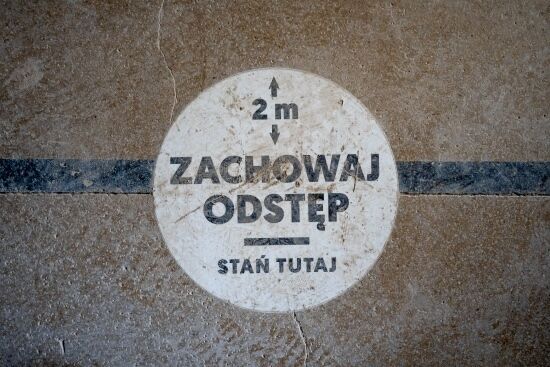 2 m
ZACHOWAJ
ODSTĘP
STAŃ TUTAJ